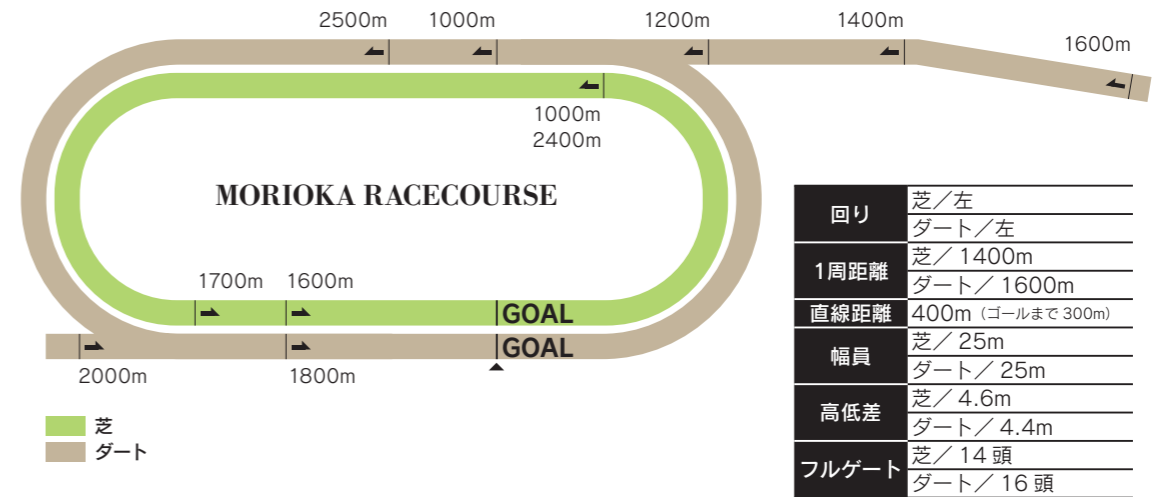 2500m
1000m
1200m
1400m
1600m
1000m
2400m
MORIOKA RACECOURSE
1700m
1600m
GOAL
GOAL
2000m
1800m
芝
ダート
回り
芝／左
ダート／左
1周距離
芝／1400m
ダート／1600m
直線距離
400m（ゴールまで 300m）
幅員
芝／25m
ダート／25m
高低差
芝／4.6m
ダート／4.4m
フルゲート
芝／14 頭
ダート／16 頭